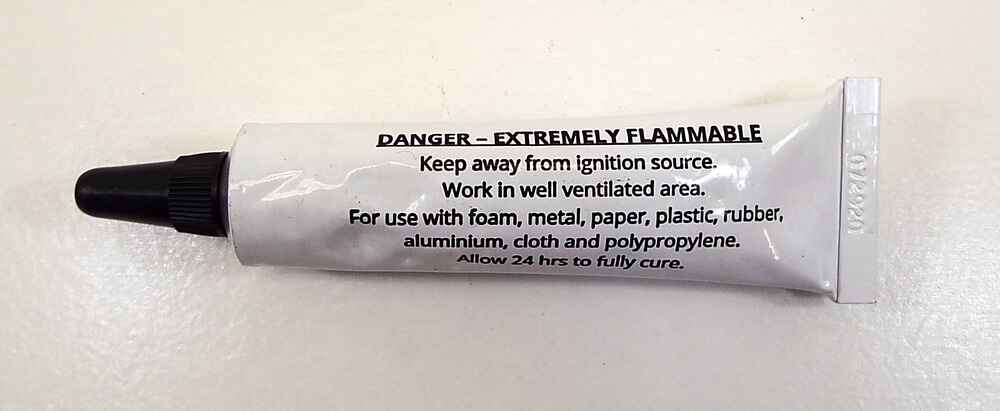 DANGER – EXTREMELY FLAMMABLE
Keep away from ignition source.
Work in well ventilated area.
For use with foam, metal, paper, plastic, rubber,
aluminium, cloth and polypropylene.
Allow 24 hrs to fully cure.
072920